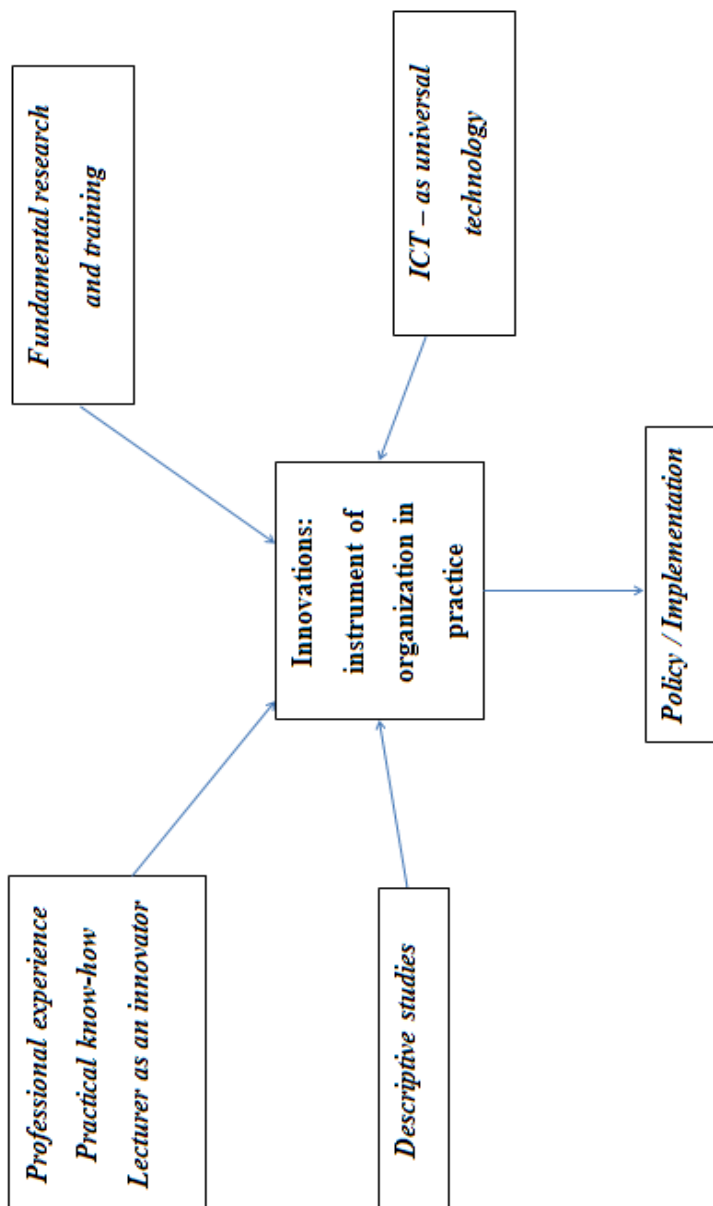 Professional experience
Practical know-how
Lecturer as an innovator
Fundamental research
and training
Innovations:
instrument of
organization in
practice
Descriptive studies
ICT – as universal
technology
Policy / Implementation